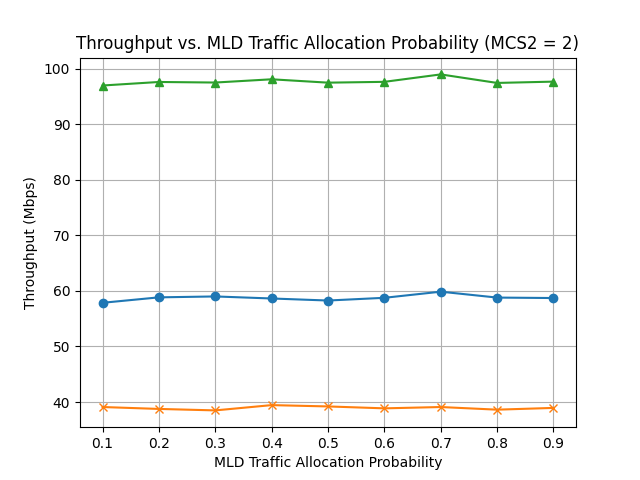 Throughput vs. MLD Traffic Allocation Probability (MCS2 = 2)
100
90
80
70
60
50
40
Throughput (Mbps)
0.1 0.2 0.3 0.4 0.5 0.6 0.7 0.8 0.9
MLD Traffic Allocation Probability